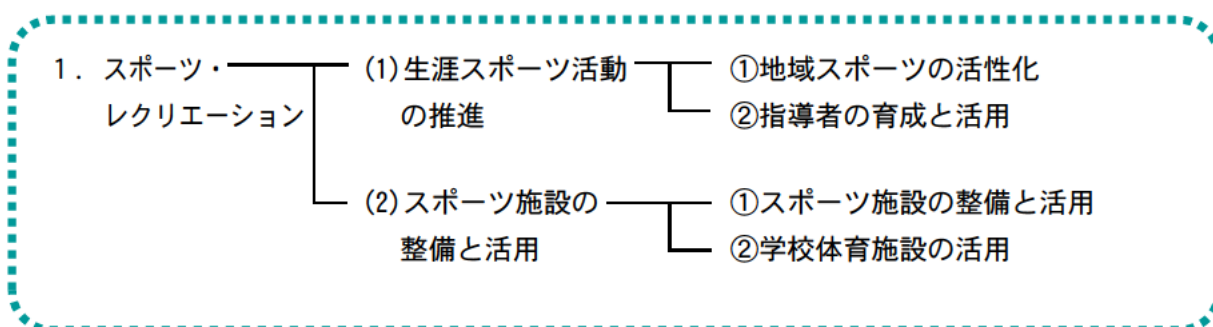 1．スポーツ・ (1)生涯スポーツ活動 ①地域スポーツの活性化
レクリエーション の推進 ②指導者の育成と活用
(2)スポーツ施設の ①スポーツ施設の整備と活用
整備と活用 ②学校体育施設の活用